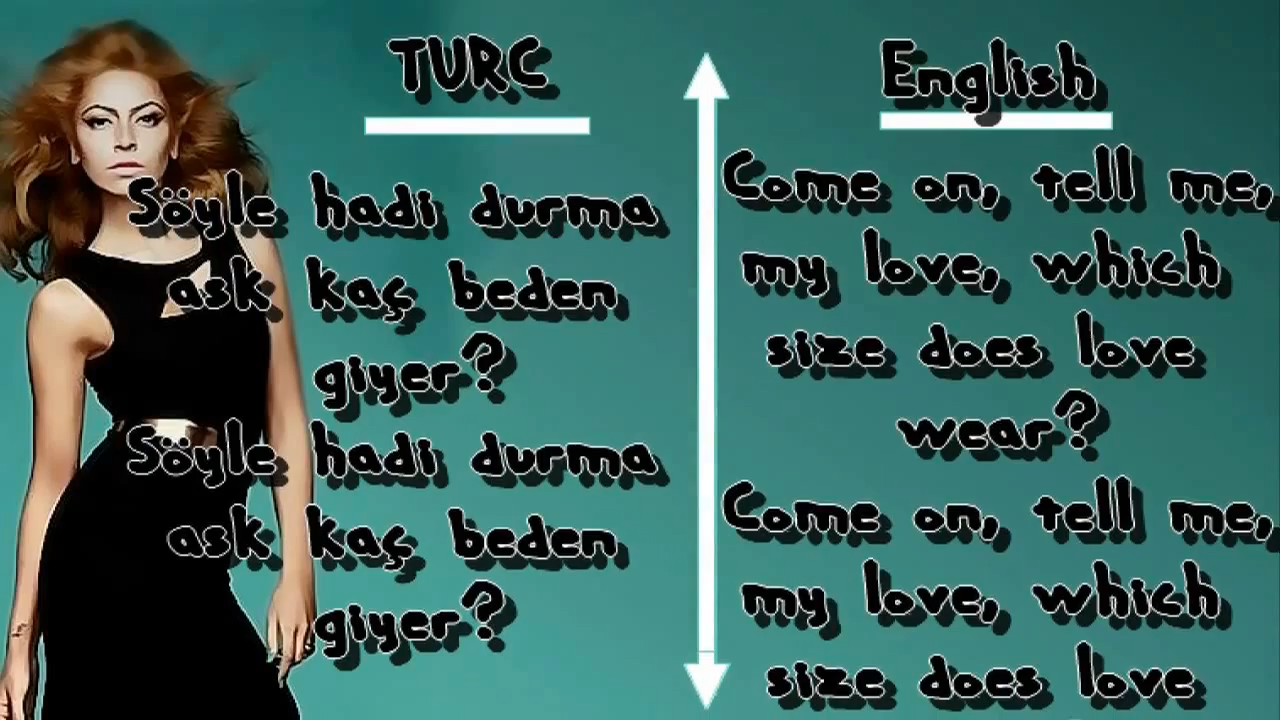 TURC
Söyle hadi durma
ask kaç beden
giyer?
Söyle hadi durma
ask kaç beden
giyer?
English
Come on, tell me,
my love, which
size does love
wear?
Come on, tell me,
my love, which
size does love